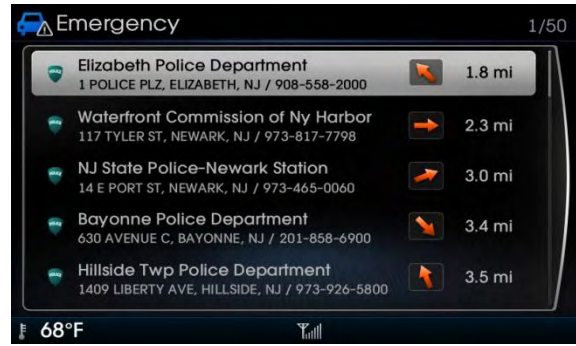 Emergency
1/50
Elizabeth Police Department
1.8 mi
1 POLICE PLZ, ELIZABETH, NJ / 908-558-2000
Waterfront Commission of Ny Harbor
2.3 mi
117 TYLER ST, NEWARK, NJ / 973-817-7798
NJ State Police-Newark Station
3.0 mi
14 E PORT ST, NEWARK, NJ / 973-465-0060
Bayonne Police Department
3.4 mi
630 AVENUE C, BAYONNE, NJ / 201-858-6900
Hillside Twp Police Department
3.5 mi
1409 LIBERTY AVE, HILLSIDE, NJ / 973-926-5800
68°F